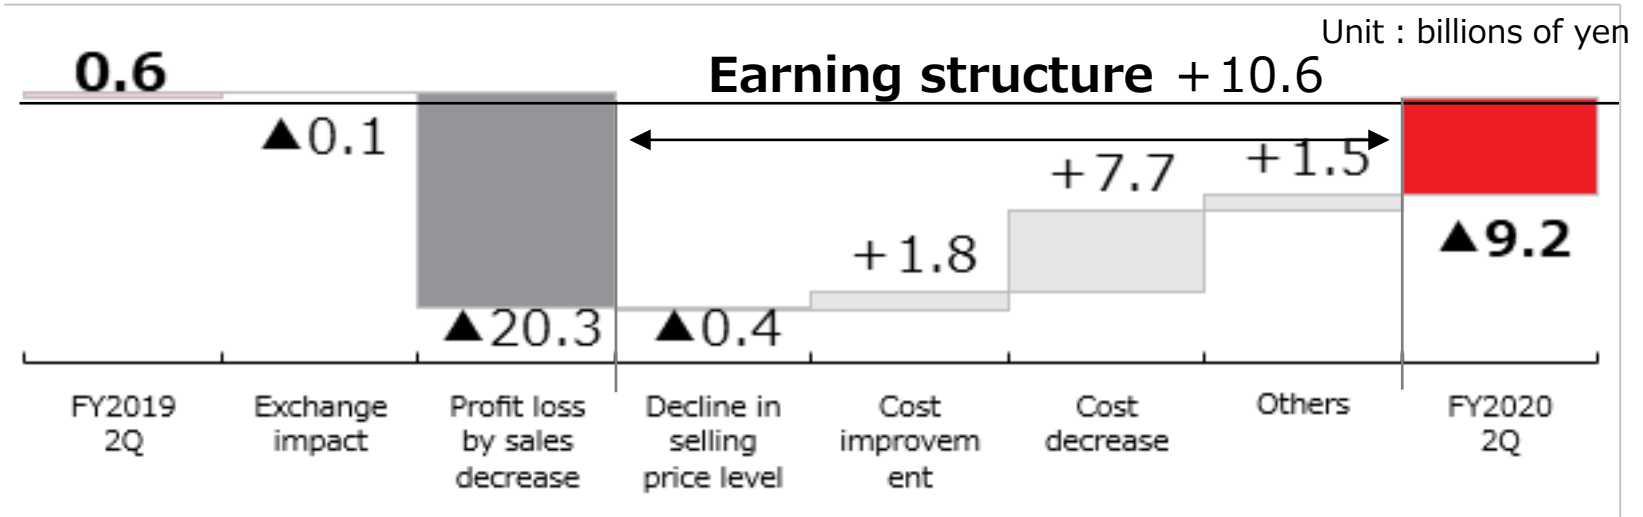 Unit : billions of yen
0.6
Earning structure +10.6
▲0.1
+1.5
+7.7
▲9.2
+1.8
▲20.3
▲0.4
FY2019
2Q
Exchange
impact
Profit loss
by sales
decrease
Decline in
selling
price level
Cost
improvem
ent
Cost
decrease
Others
FY2020
2Q